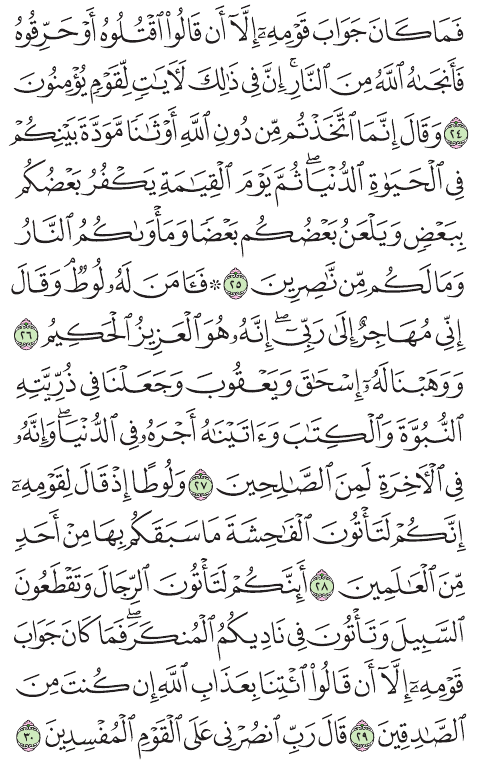 فَمَا كَانَ جَوَابَ قَوْمِهِۦٓ إِلَّآ أَن قَالُوا۟ ٱقْتُلُوهُ أَوْ حَرِّقُوهُ
فَأَنجَىٰهُ ٱللَّهُ مِنَ ٱلنَّارِ ۚ إِنَّ فِى ذَٰلِكَ لَـَٔايَـٰتٍ لِّقَوْمٍ يُؤْمِنُونَ
٢٤ وَقَالَ إِنَّمَا ٱتَّخَذْتُم مِّن دُونِ ٱللَّهِ أَوْثَـٰنًا مَّوَدَّةَ بَيْنِكُمْ
فِى ٱلْحَيَوٰةِ ٱلدُّنْيَا ۖ ثُمَّ يَوْمَ ٱلْقِيَـٰمَةِ يَكْفُرُ بَعْضُكُم
بِبَعْضٍ وَيَلْعَنُ بَعْضُكُم بَعْضًا وَمَأْوَىٰكُمُ ٱلنَّارُ
وَمَا لَكُم مِّن نَّـٰصِرِينَ ٢٥ ۞ فَـَٔامَنَ لَهُۥ لُوطٌ ۘ وَقَالَ
إِنِّى مُهَاجِرٌ إِلَىٰ رَبِّىٓ ۖ إِنَّهُۥ هُوَ ٱلْعَزِيزُ ٱلْحَكِيمُ ٢٦
وَوَهَبْنَا لَهُۥٓ إِسْحَـٰقَ وَيَعْقُوبَ وَجَعَلْنَا فِى ذُرِّيَّتِهِ
ٱلنُّبُوَّةَ وَٱلْكِتَـٰبَ وَءَاتَيْنَـٰهُ أَجْرَهُۥ فِى ٱلدُّنْيَا ۖ وَإِنَّهُۥ
فِى ٱلْـَٔاخِرَةِ لَمِنَ ٱلصَّـٰلِحِينَ ٢٧ وَلُوطًا إِذْ قَالَ لِقَوْمِهِۦٓ
إِنَّكُمْ لَتَأْتُونَ ٱلْفَـٰحِشَةَ مَا سَبَقَكُم بِهَا مِنْ أَحَدٍ
مِّنَ ٱلْعَـٰلَمِينَ ٢٨ أَئِنَّكُمْ لَتَأْتُونَ ٱلرِّجَالَ وَتَقْطَعُونَ
ٱلسَّبِيلَ وَتَأْتُونَ فِى نَادِيكُمُ ٱلْمُنكَرَ ۖ فَمَا كَانَ جَوَابَ
قَوْمِهِۦٓ إِلَّآ أَن قَالُوا۟ ٱئْتِنَا بِعَذَابِ ٱللَّهِ إِن كُنتَ مِنَ
ٱلصَّـٰدِقِينَ ٢٩ قَالَ رَبِّ ٱنصُرْنِى عَلَى ٱلْقَوْمِ ٱلْمُفْسِدِينَ ٣٠